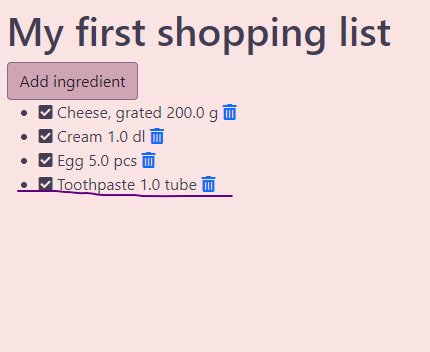 My first shopping list
Add ingredient
Cheese, grated 200.0 g
Cream 1.0 dl
Egg 5.0 pcs
Toothpaste 1.0 tube